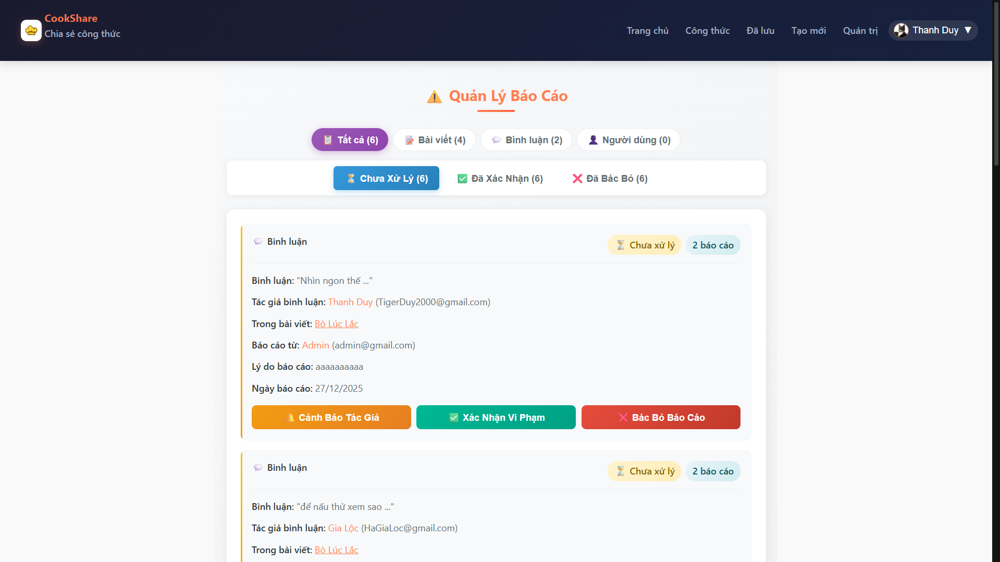 CookShare
Chia sẻ công thức
Trang chủ
Công thức
Đã lưu
Tạo mới
Quản trị
Thanh Duy ▼
Quản Lý Báo Cáo
Tất cả (6)
Bài viết (4)
Bình luận (2)
Người dùng (0)
Chưa Xử Lý (6)
Đã Xác Nhận (6)
Đã Bác Bỏ (6)
Bình luận
Chưa xử lý
2 báo cáo
Bình luận: "Nhìn ngon thế ..."
Tác giả bình luận: Thanh Duy (TigerDuy2000@gmail.com)
Trong bài viết: Bò Lúc Lắc
Báo cáo từ: Admin (admin@gmail.com)
Lý do báo cáo: aaaaaaaaaa
Ngày báo cáo: 27/12/2025
Cảnh Báo Tác Giả
Xác Nhận Vi Phạm
Bác Bỏ Báo Cáo
Bình luận
Chưa xử lý
2 báo cáo
Bình luận: "để nấu thử xem sao ..."
Tác giả bình luận: Gia Lộc (HaGiaLoc@gmail.com)
Trong bài viết: Bò Lúc Lắc